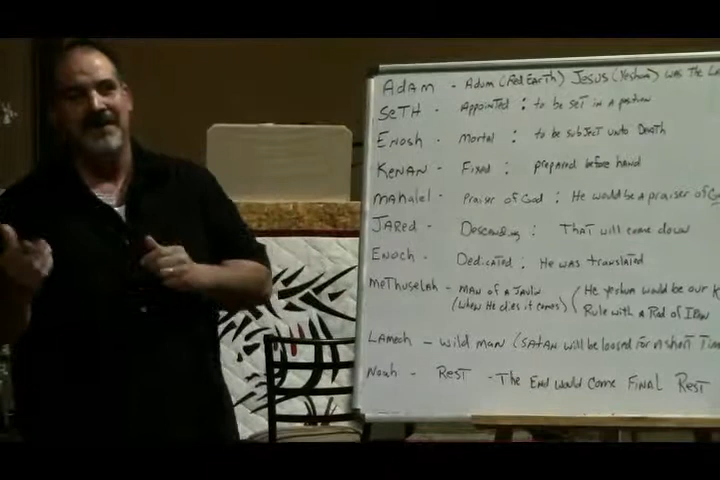 ADAM - Adum (Red EarTh) JESUS (Yeshua) was The La
SeTH - APPOINTED : to be SeT in a position
Enosh - Mortal : to be subject unto DeaTh
KENAN - Fixed : prepared before hand
MAhAlel - Praiser of God : He would be a praiser of Go
JAReD - Descending : That will come down
ENOCH - Dedicated : He was translated
MeThuselah - MAN OF A JAVLIN ( He yeshua would be our K
(when He dies it comes) ( Rule with a Rod of IRON
LAmech - wild man (SATAN will be loosed for A short Tim
Noah - REST - The END would come FINAL REST